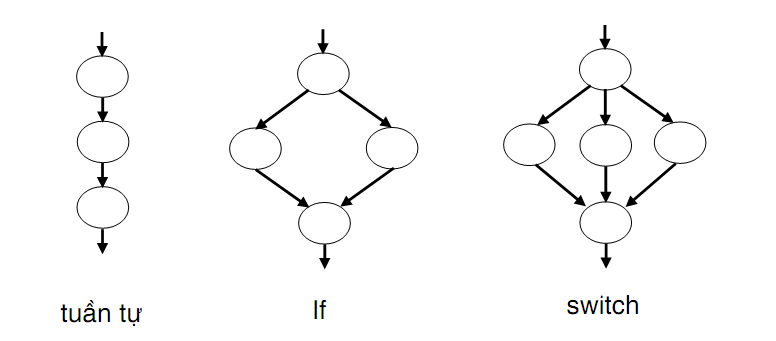 tuần tự
If
switch